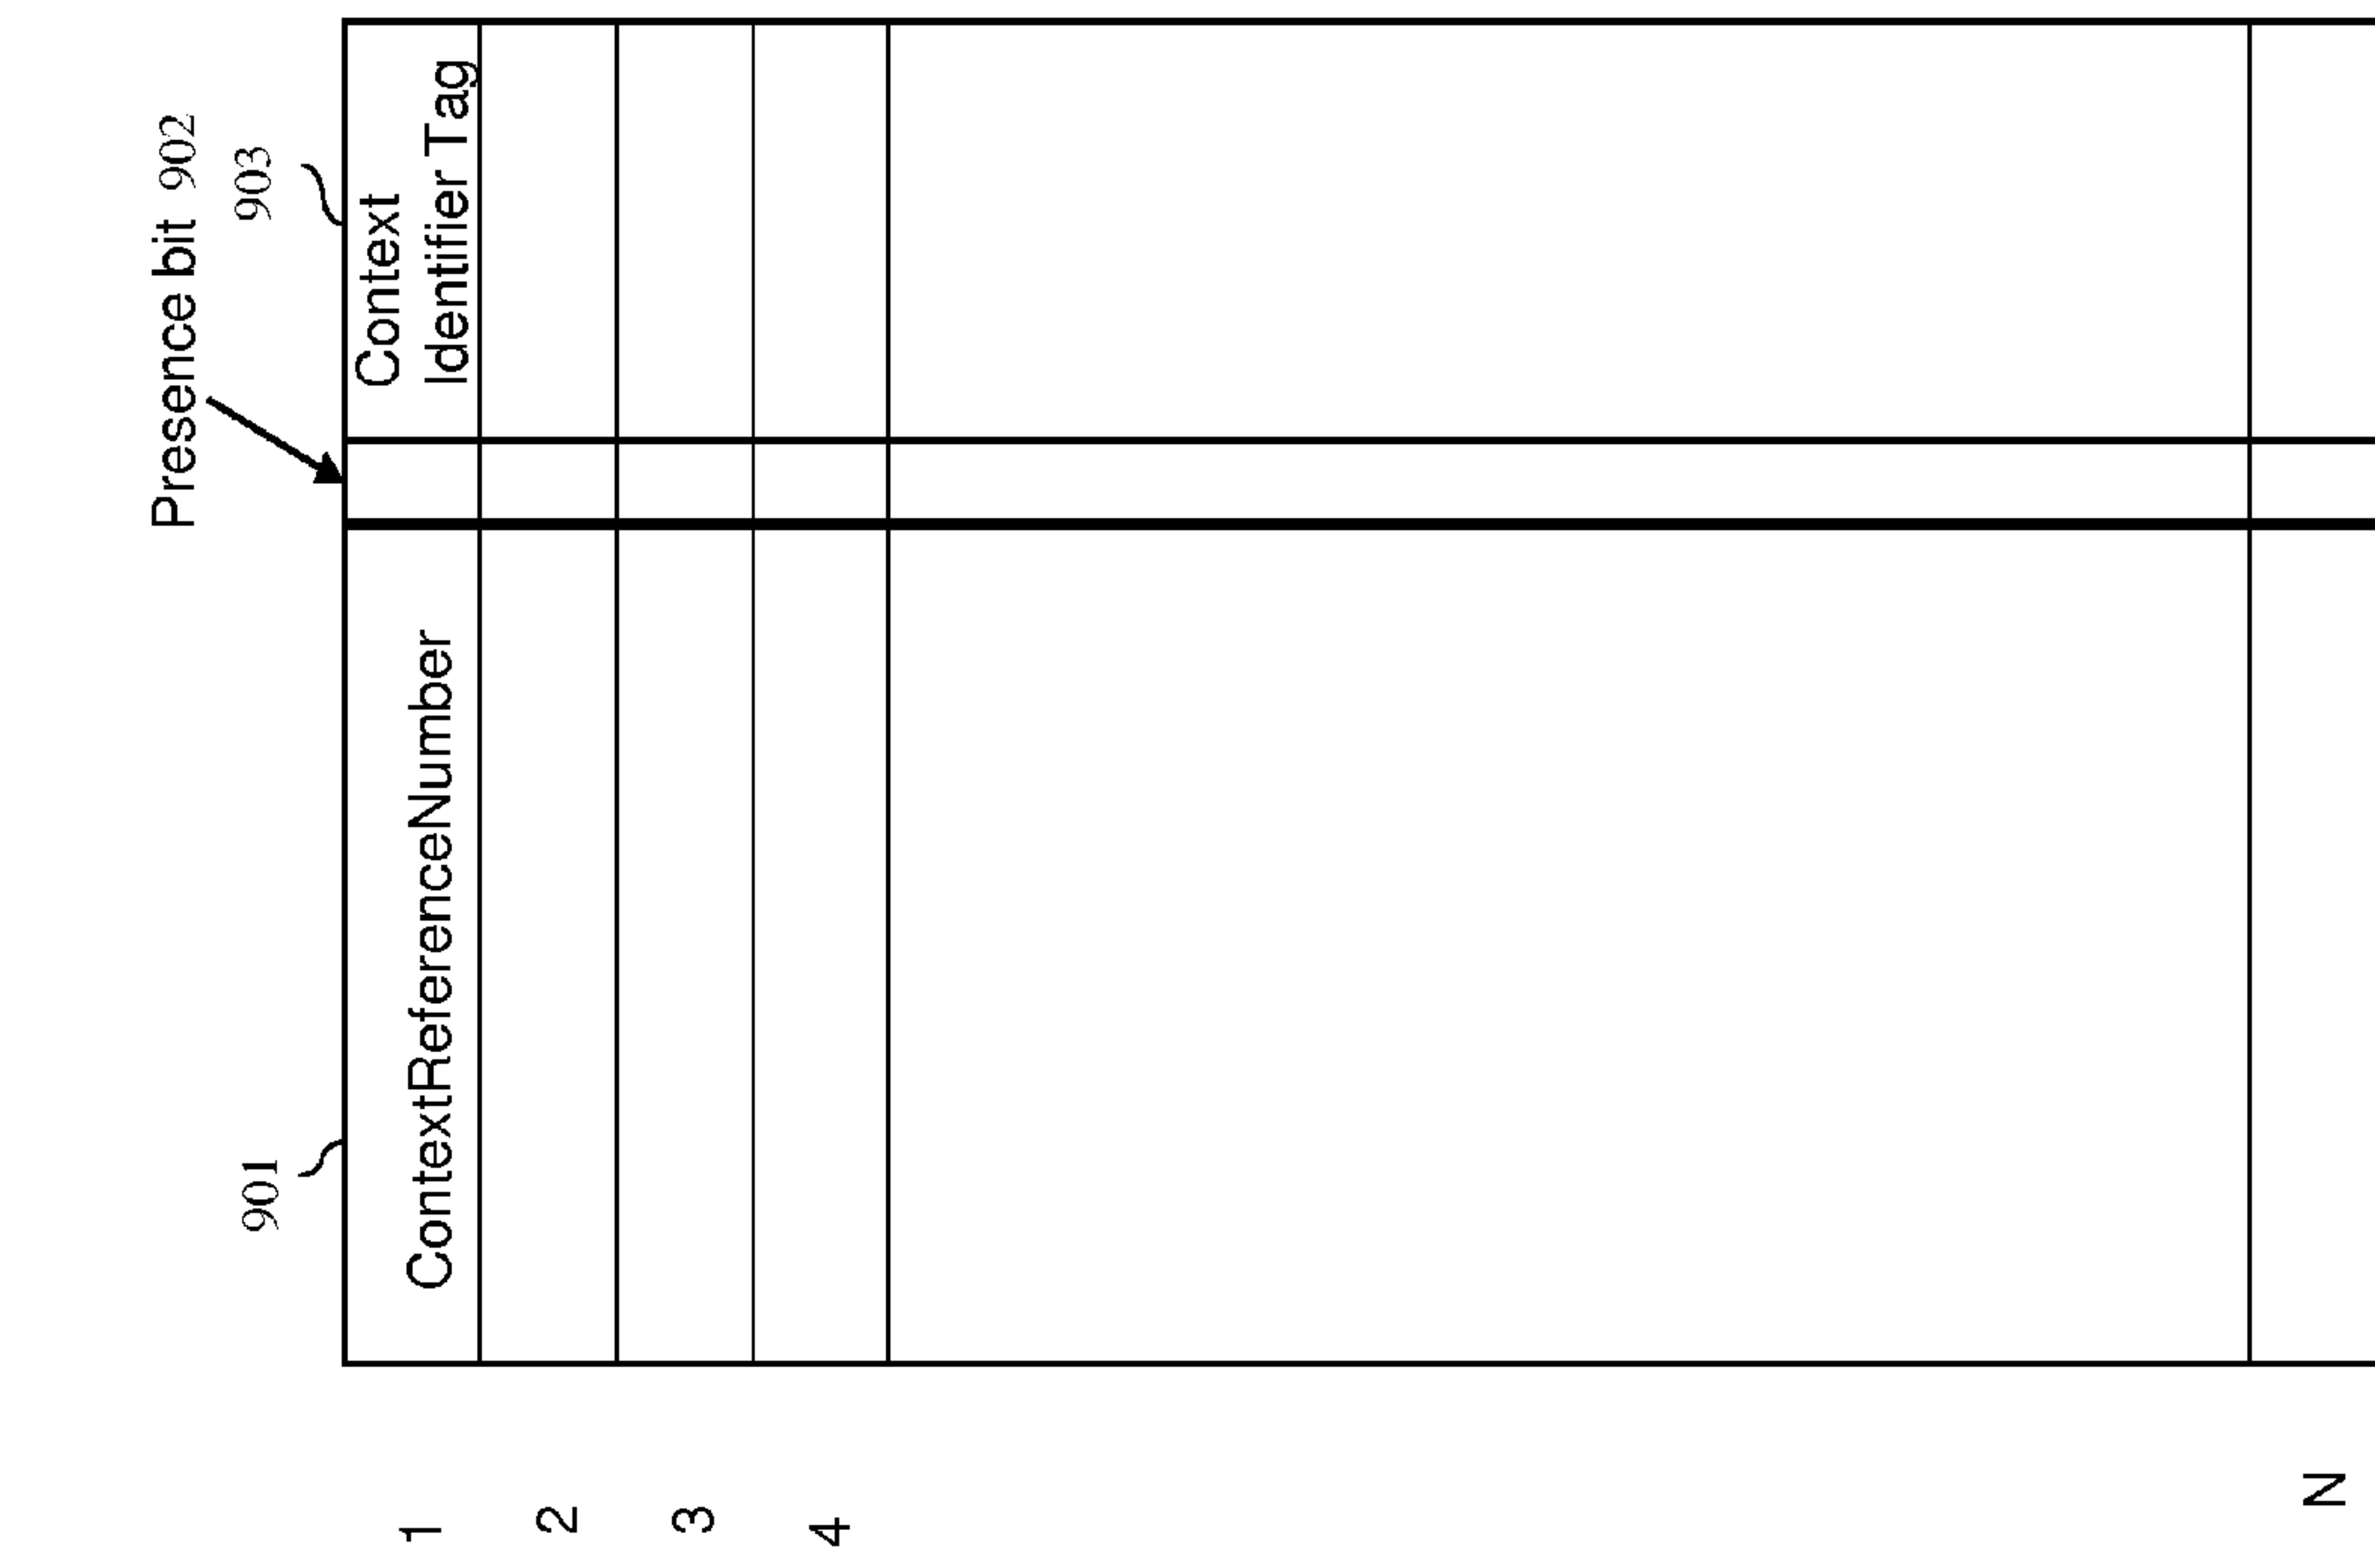 Presence bit 902
901
903
1
ContextReferenceNumber
Context
Identifier Tag
2
3
4
N